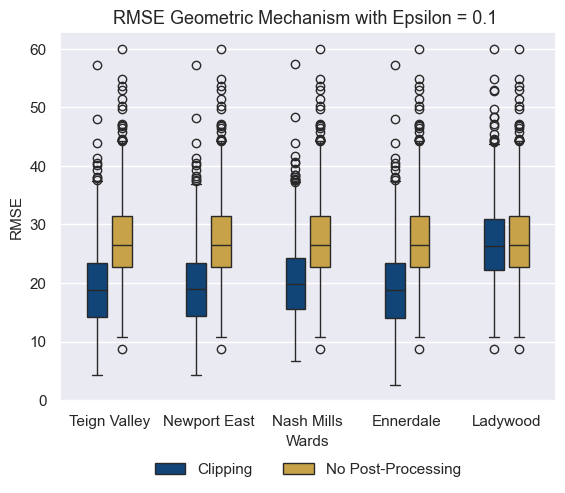 RMSE Geometric Mechanism with Epsilon = 0.1
60
50
40
30
20
10
0
RMSE
Teign Valley Newport East Nash Mills Ennerdale Ladywood
Wards
Clipping No Post-Processing